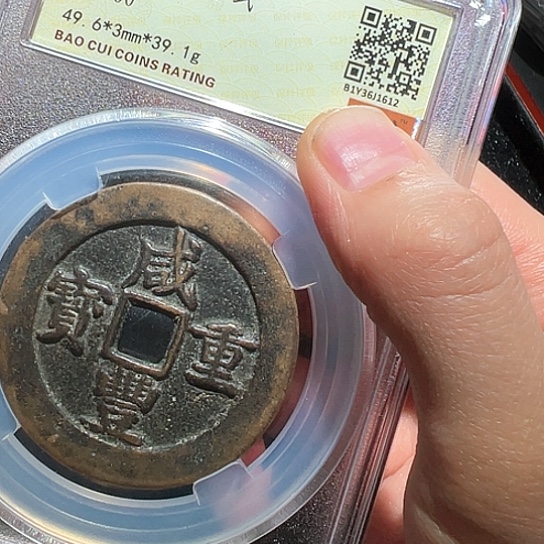 49.6*3mm*39.1g
BAO CUI COINS RATING
B1Y36J1612
咸
豐
重
寶